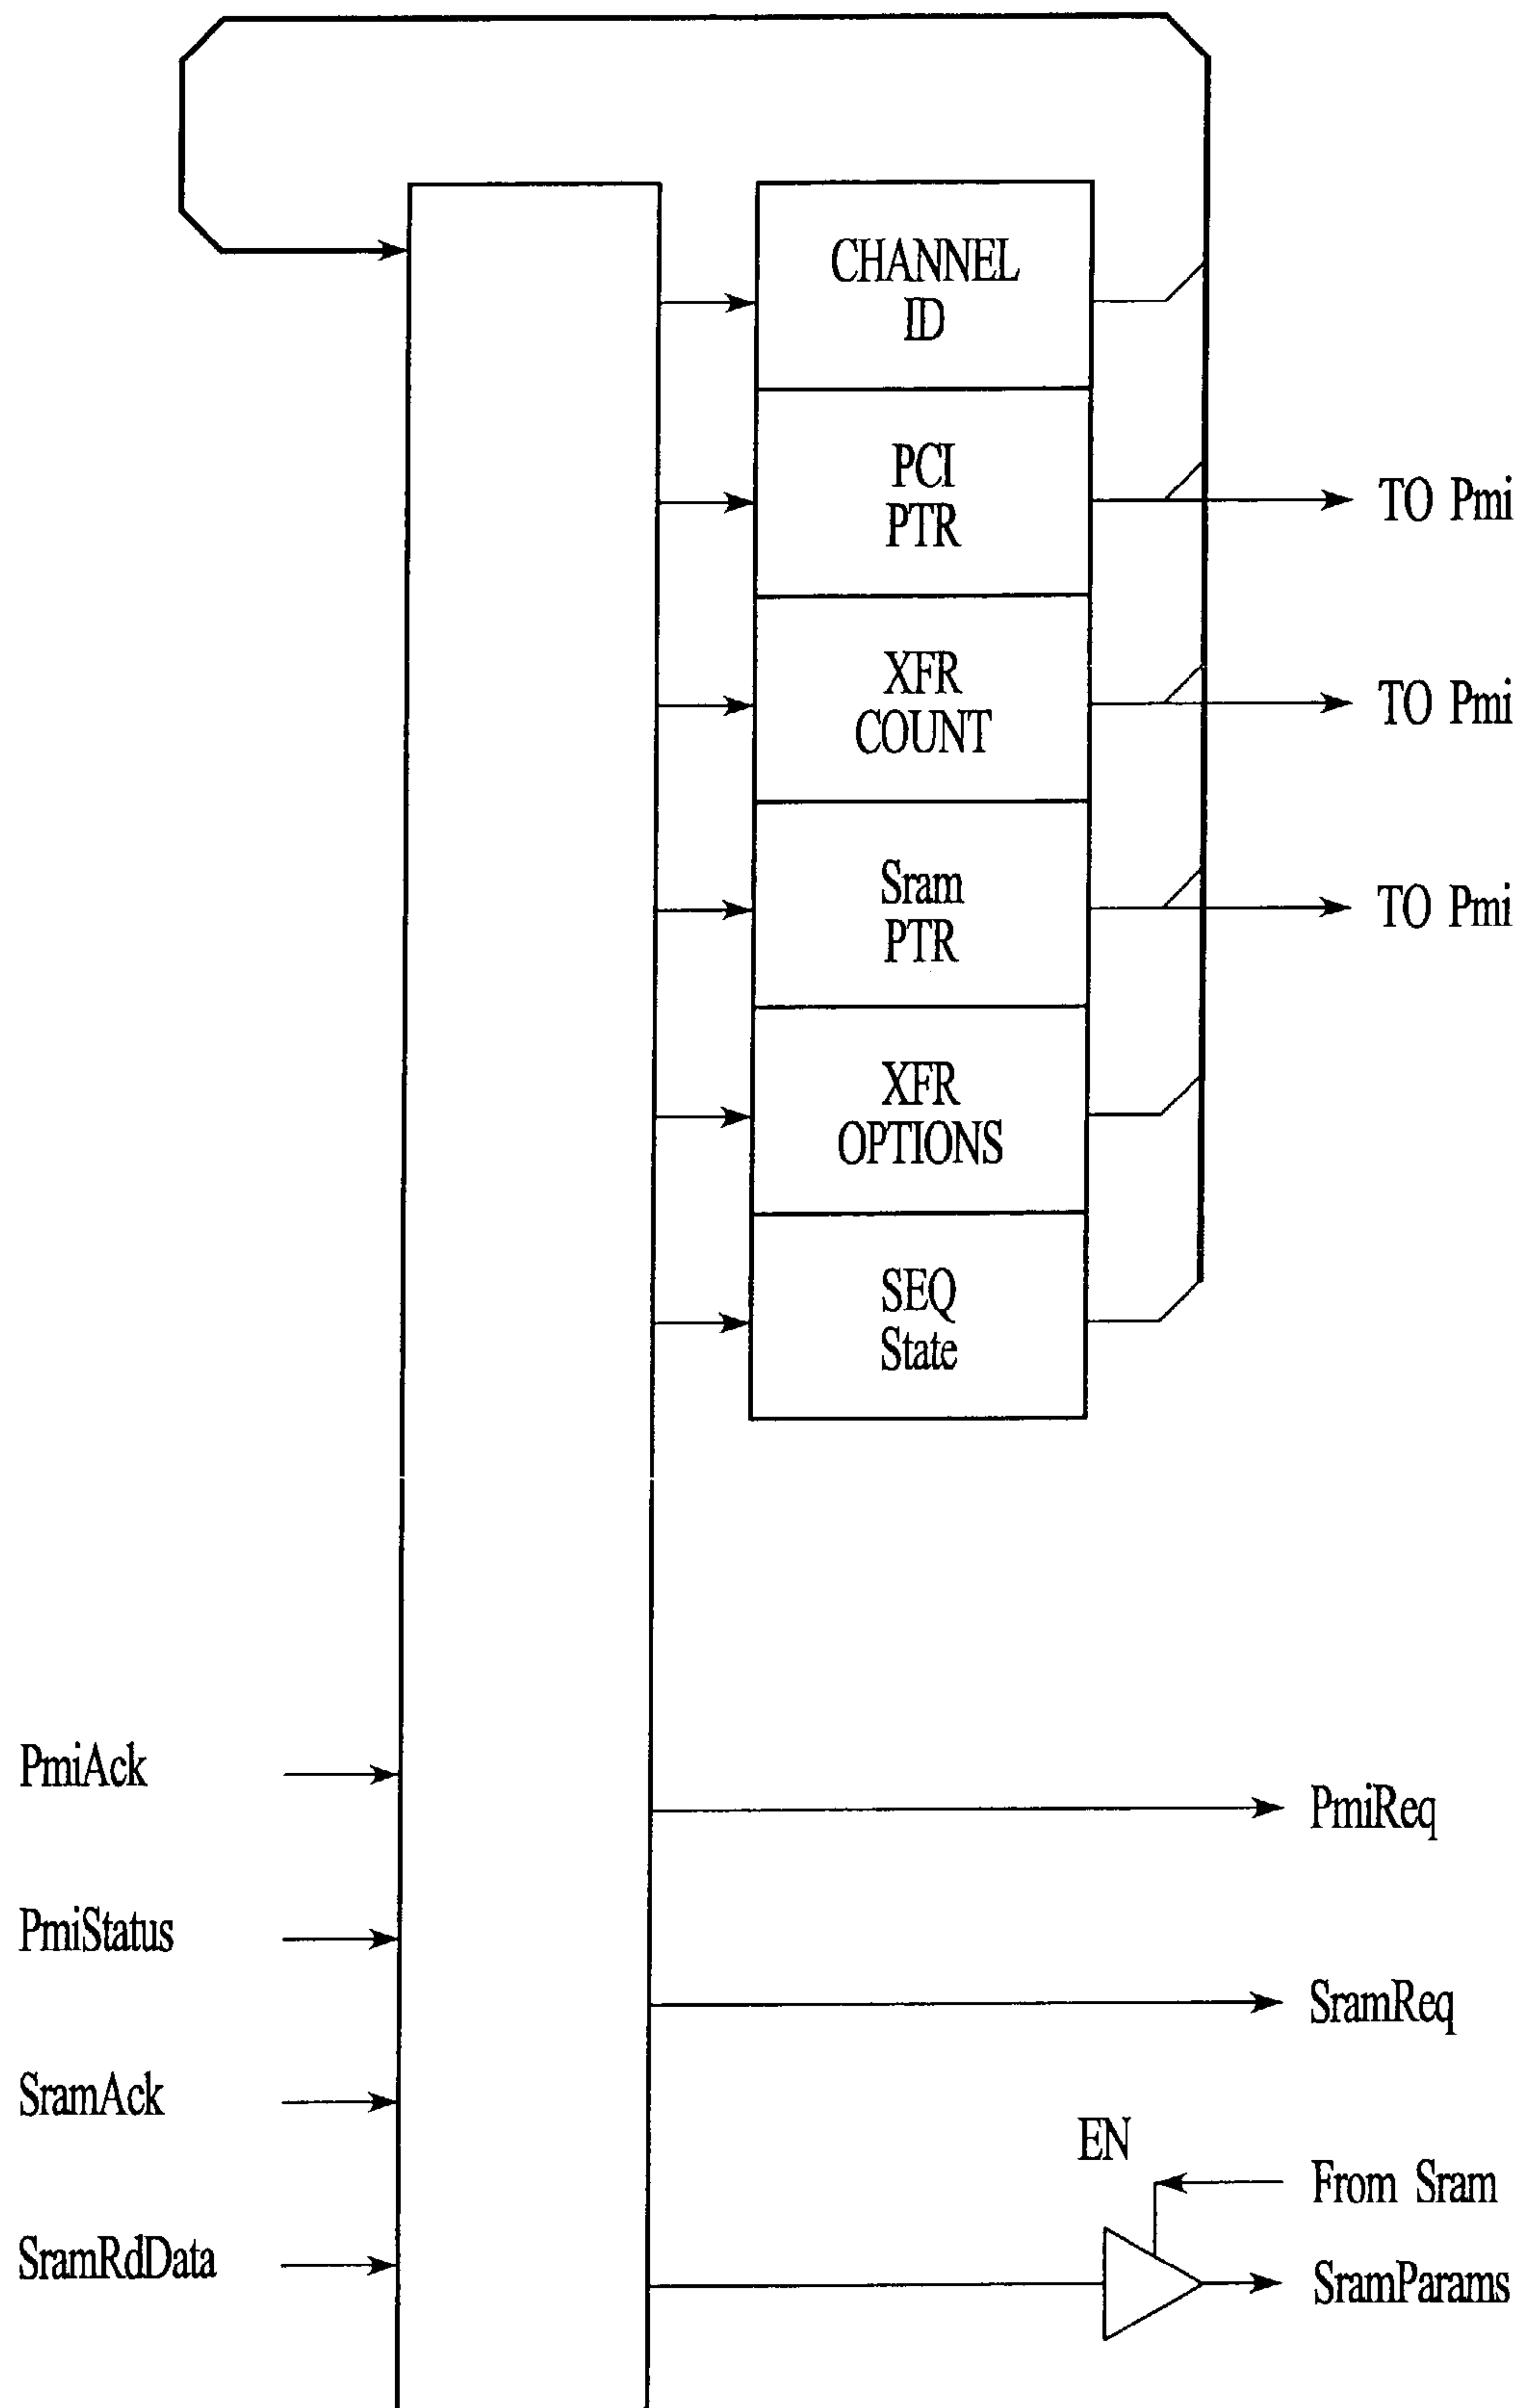 CHANNEL
ID
PCI
PTR
TO Pmi
XFR
COUNT
TO Pmi
Sram
PTR
TO Pmi
XFR
OPTIONS
SEQ
State
PmiAck
PmiReq
PmiStatus
SramReq
SramAck
EN
From Sram
SramRdData
SramParams